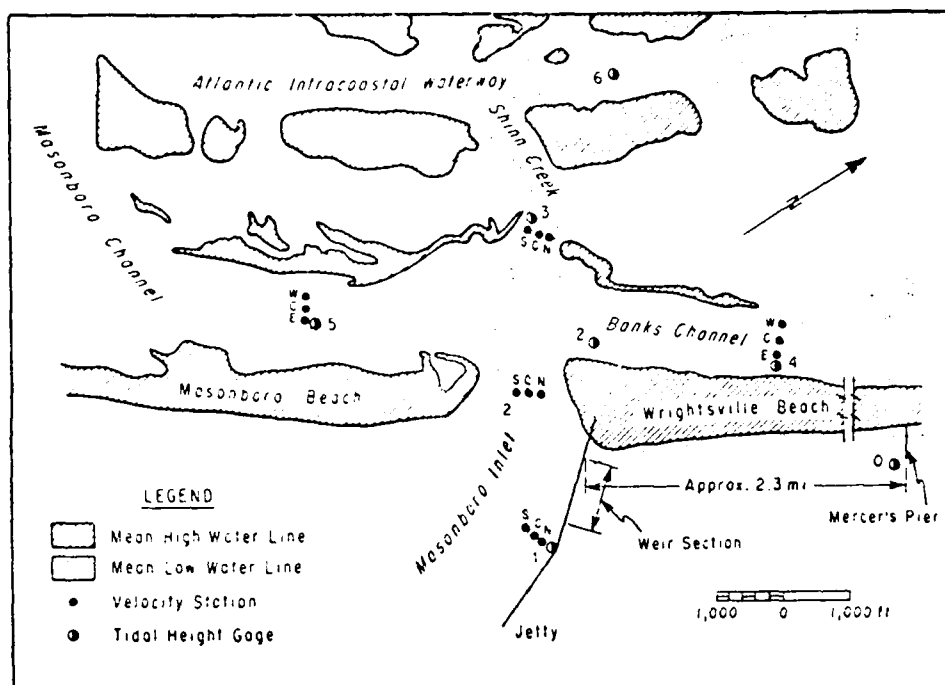 6
Atlantic Intracoastal Waterway
Shinn Creek
Masonboro Channel
N
3
S C N
W
C
E 5
Banks Channel
2
W
C
E
4
S C N
2
Masonboro Beach
Wrightsville Beach
0
Approx. 2.3 mi
Mercer's Pier
Masonboro Inlet
Weir Section
S C N
1
Jetty
LEGEND
Mean High Water Line
Mean Low Water Line
Velocity Station
Tidal Height Gage
1,000 0 1,000 ft